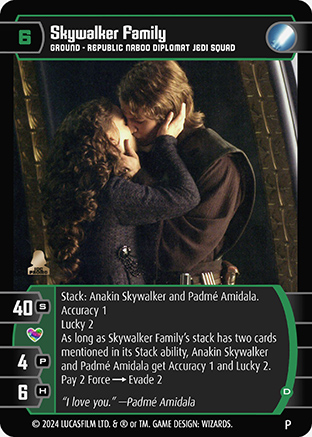 6
Skywalker Family
GROUND - REPUBLIC NABOO DIPLOMAT JEDI SQUAD
40 S
4 P
6 H
Stack: Anakin Skywalker and Padmé Amidala.
Accuracy 1
Lucky 2
As long as Skywalker Family's stack has two cards
mentioned in its Stack ability, Anakin Skywalker
and Padmé Amidala get Accuracy 1 and Lucky 2.
Pay 2 Force → Evade 2
"I love you." —Padmé Amidala
D
© 2024 LUCASFILM LTD. & ® or TM. GAME DESIGN: WIZARDS.
P